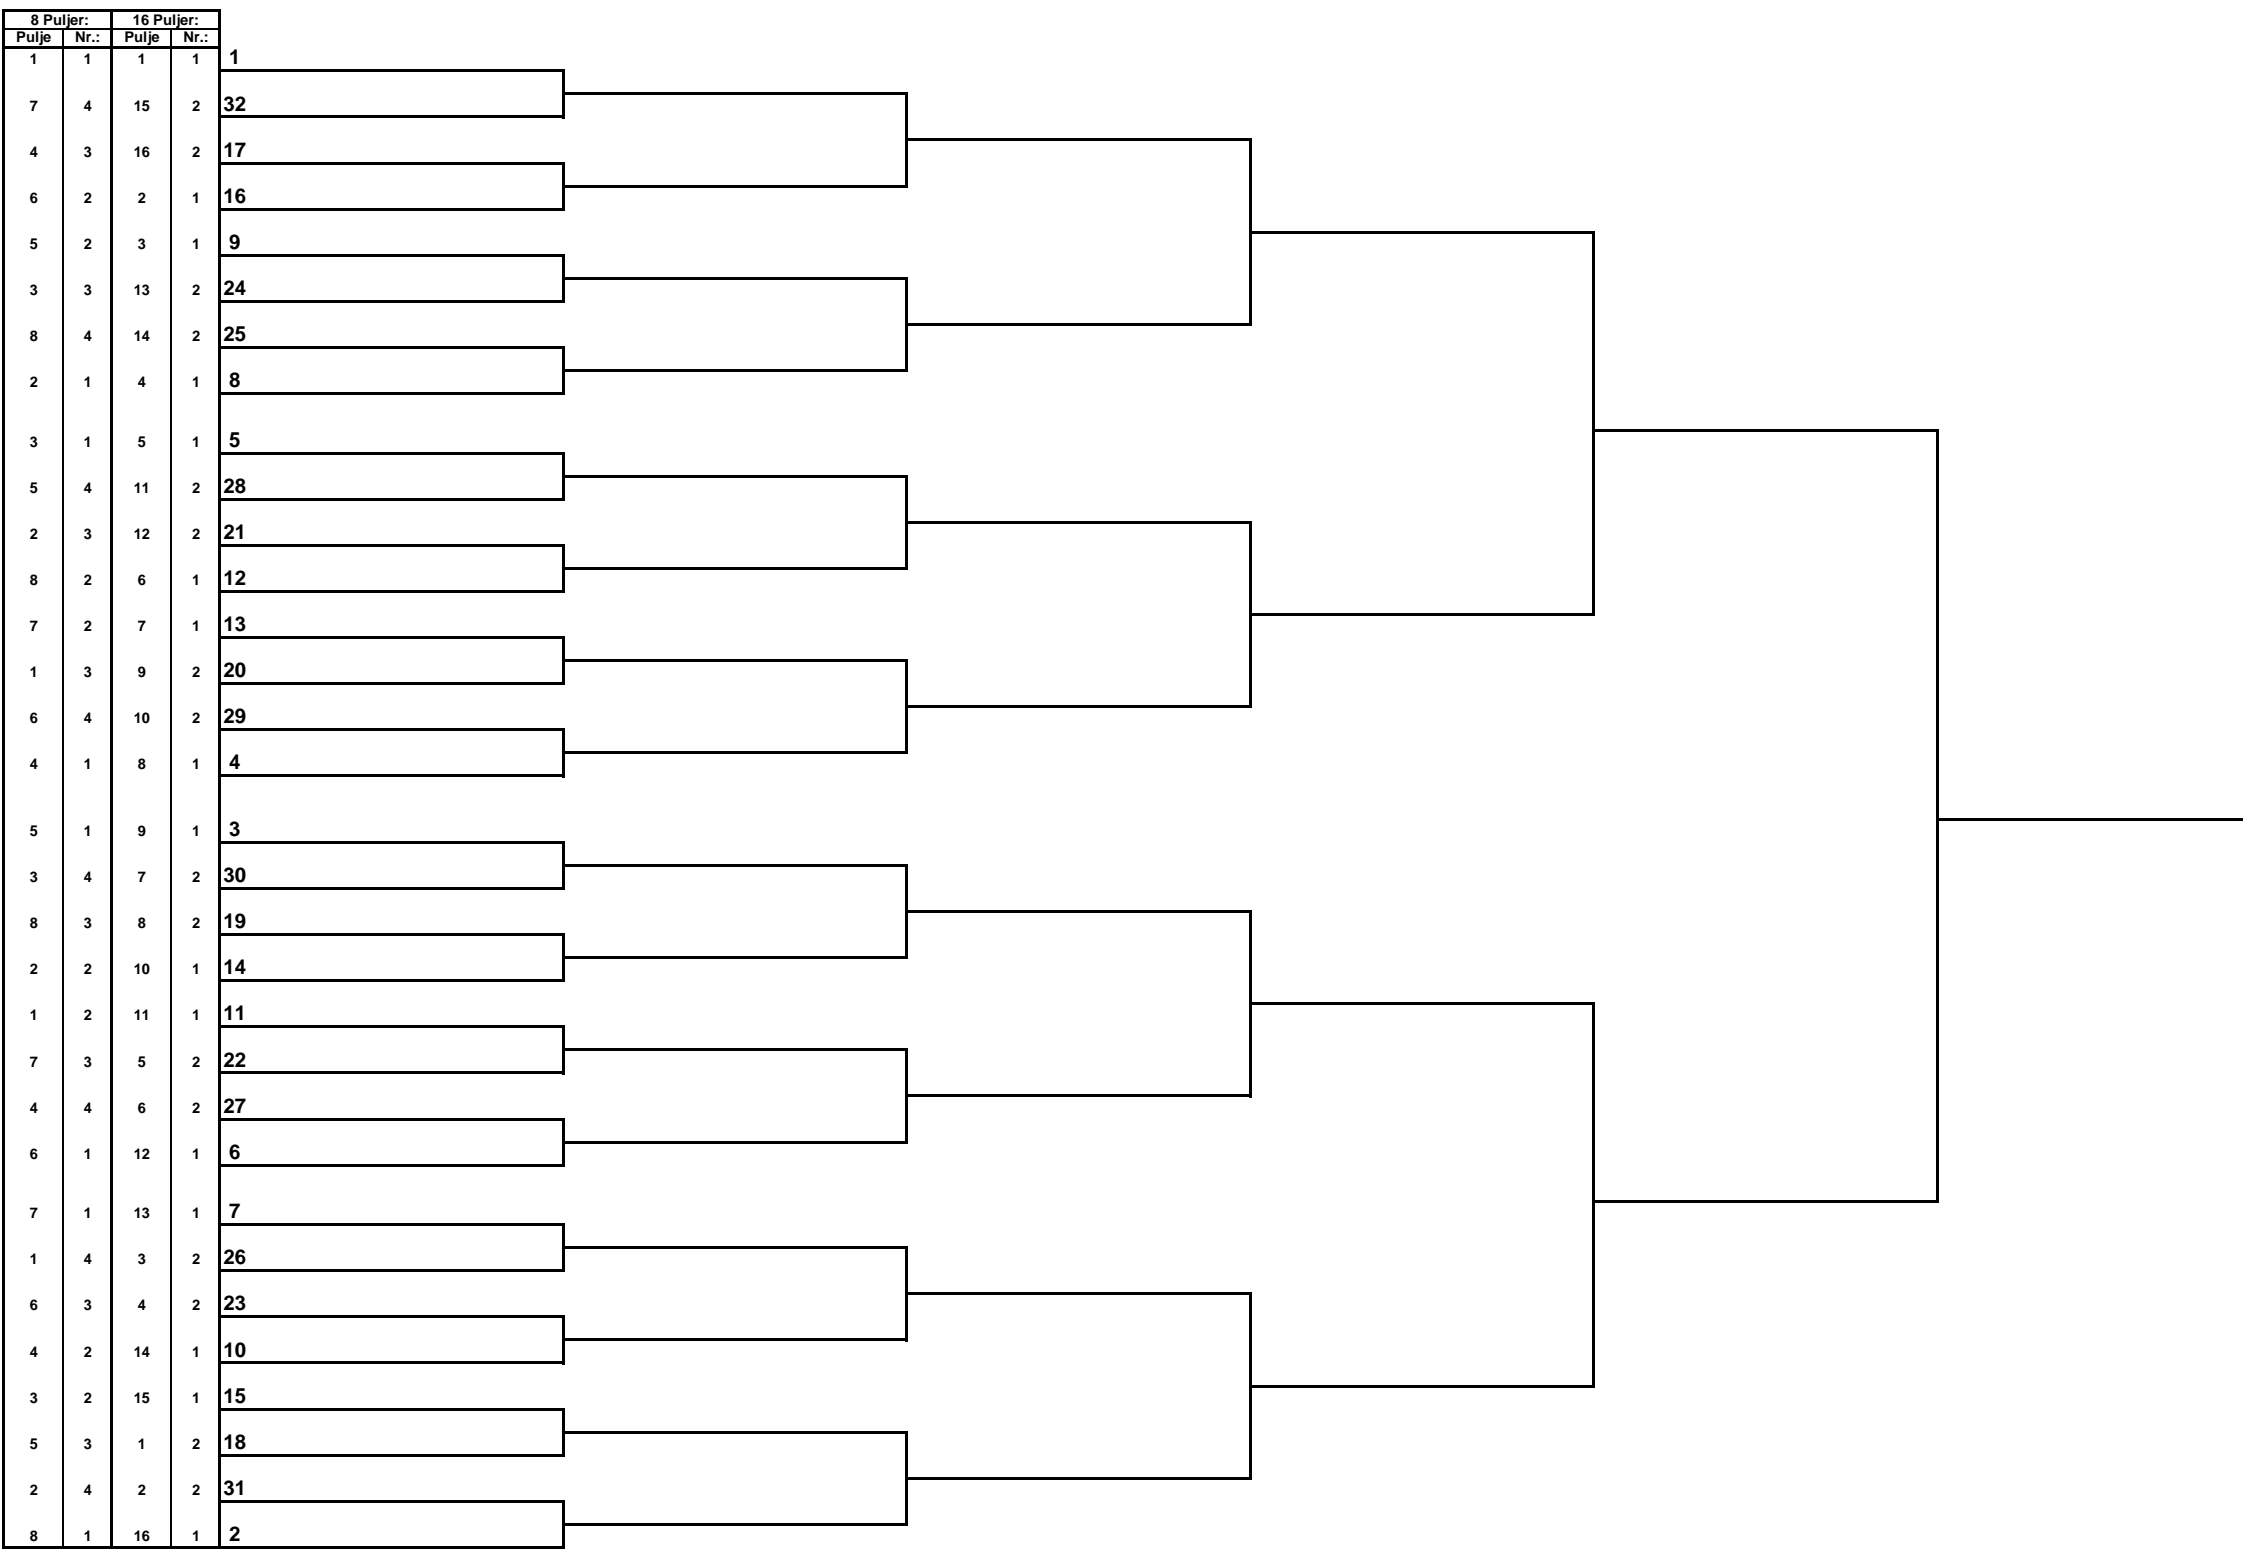 8 Puljer: 16 Puljer:
Pulje Nr.: Pulje Nr.:
1 1 1 1 1
7 4 15 2 32
4 3 16 2 17
6 2 2 1 16
5 2 3 1 9
3 3 13 2 24
8 4 14 2 25
2 1 4 1 8
3 1 5 1 5
5 4 11 2 28
2 3 12 2 21
8 2 6 1 12
7 2 7 1 13
1 3 9 2 20
6 4 10 2 29
4 1 8 1 4
5 1 9 1 3
3 4 7 2 30
8 3 8 2 19
2 2 10 1 14
1 2 11 1 11
7 3 5 2 22
4 4 6 2 27
6 1 12 1 6
7 1 13 1 7
1 4 3 2 26
6 3 4 2 23
4 2 14 1 10
3 2 15 1 15
5 3 1 2 18
2 4 2 2 31
8 1 16 1 2